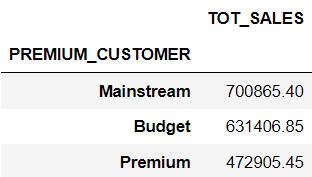 TOT_SALES
PREMIUM_CUSTOMER
Mainstream 700865.40
Budget 631406.85
Premium 472905.45